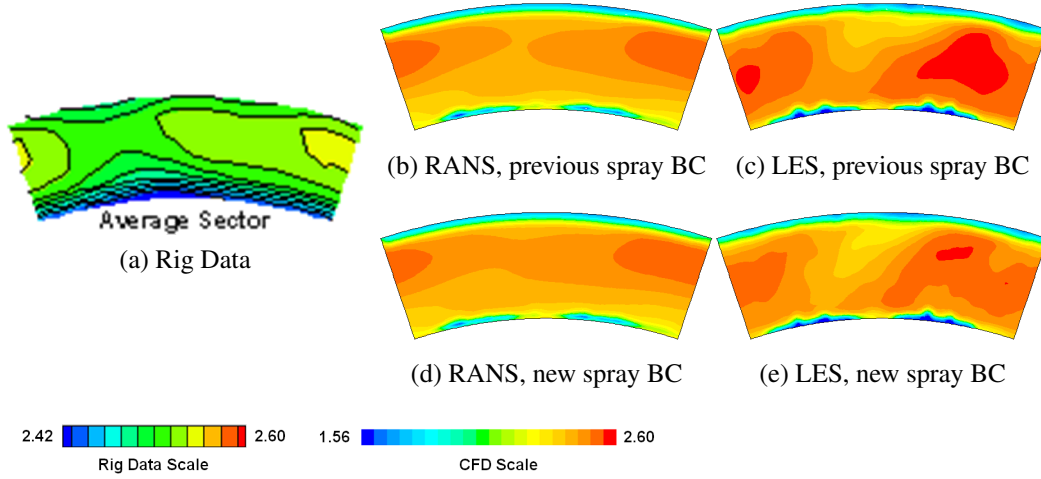 Average Sector
(a) Rig Data
(b) RANS, previous spray BC
(c) LES, previous spray BC
(d) RANS, new spray BC
(e) LES, new spray BC
2.42 2.60
Rig Data Scale
1.56 2.60
CFD Scale